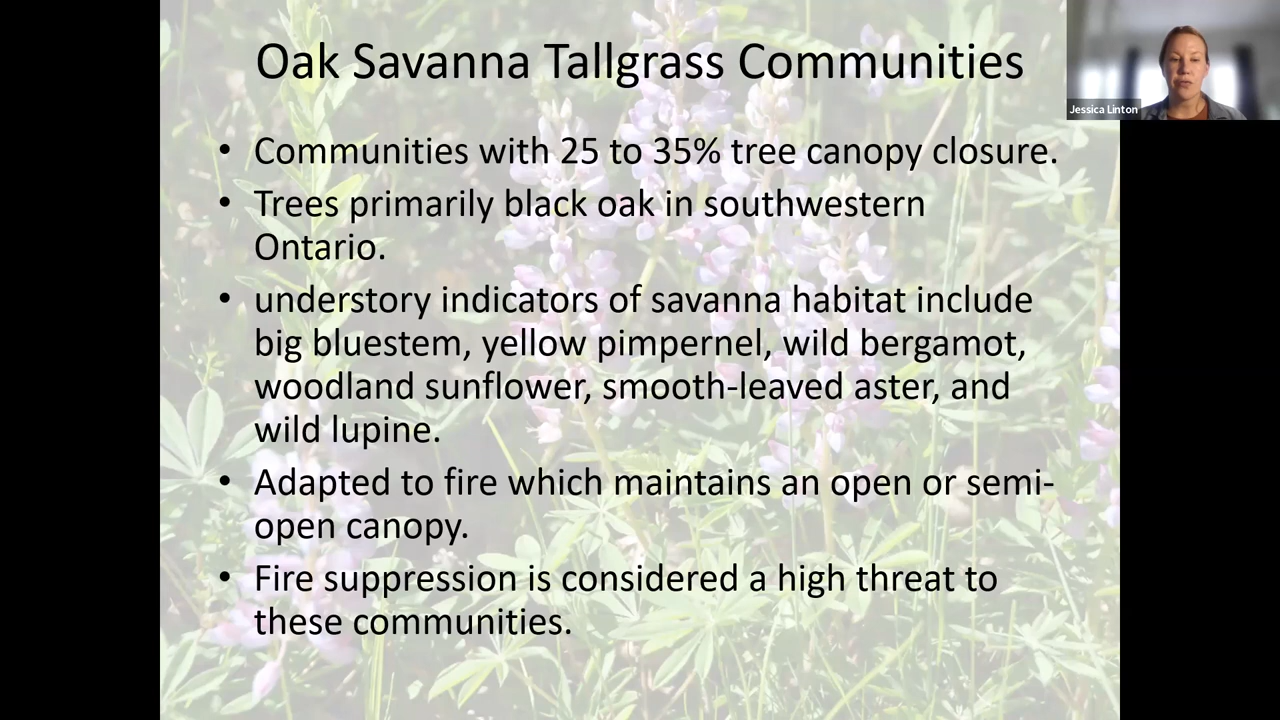 Oak Savanna Tallgrass Communities
Jessica Linton
• Communities with 25 to 35% tree canopy closure.
• Trees primarily black oak in southwestern
Ontario.
• understory indicators of savanna habitat include
big bluestem, yellow pimpernel, wild bergamot,
woodland sunflower, smooth-leaved aster, and
wild lupine.
• Adapted to fire which maintains an open or semi-
open canopy.
• Fire suppression is considered a high threat to
these communities.